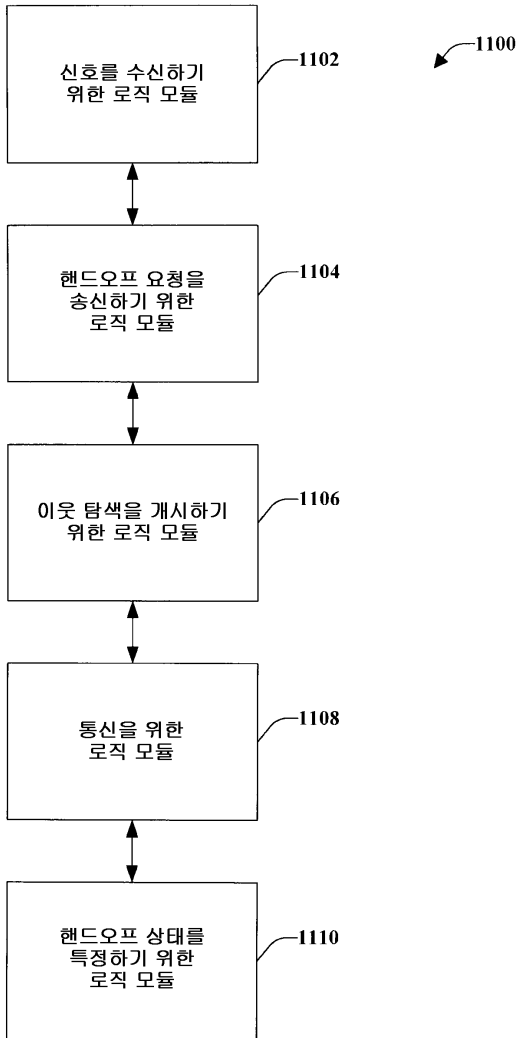 1100
신호를 수신하기
위한 로직 모듈
1102
핸드오프 요청을
송신하기 위한
로직 모듈
1104
이웃 탐색을 개시하기
위한 로직 모듈
1106
통신을 위한
로직 모듈
1108
핸드오프 상태를
특정하기 위한
로직 모듈
1110